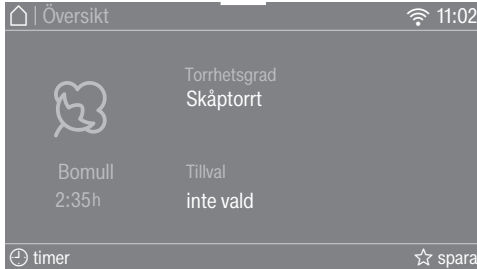 Översikt 11:02
Torrhetsgrad
Skåptorrt
Bomull
2:35h
Tillval
inte vald
timer spara